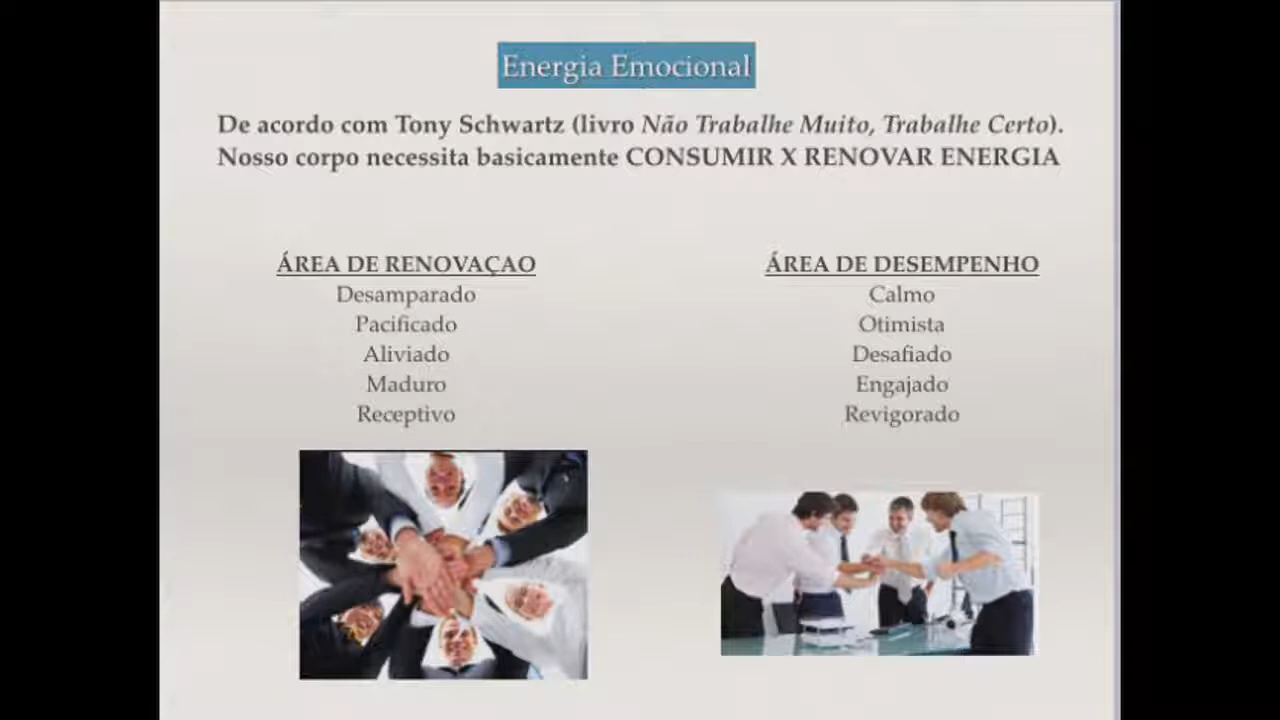 Energia Emocional
De acordo com Tony Schwartz (livro Não Trabalhe Muito, Trabalhe Certo).
Nosso corpo necessita basicamente CONSUMIR X RENOVAR ENERGIA
ÁREA DE RENOVAÇAO
Desamparado
Pacificado
Aliviado
Maduro
Receptivo
ÁREA DE DESEMPENHO
Calmo
Otimista
Desafiado
Engajado
Revigorado